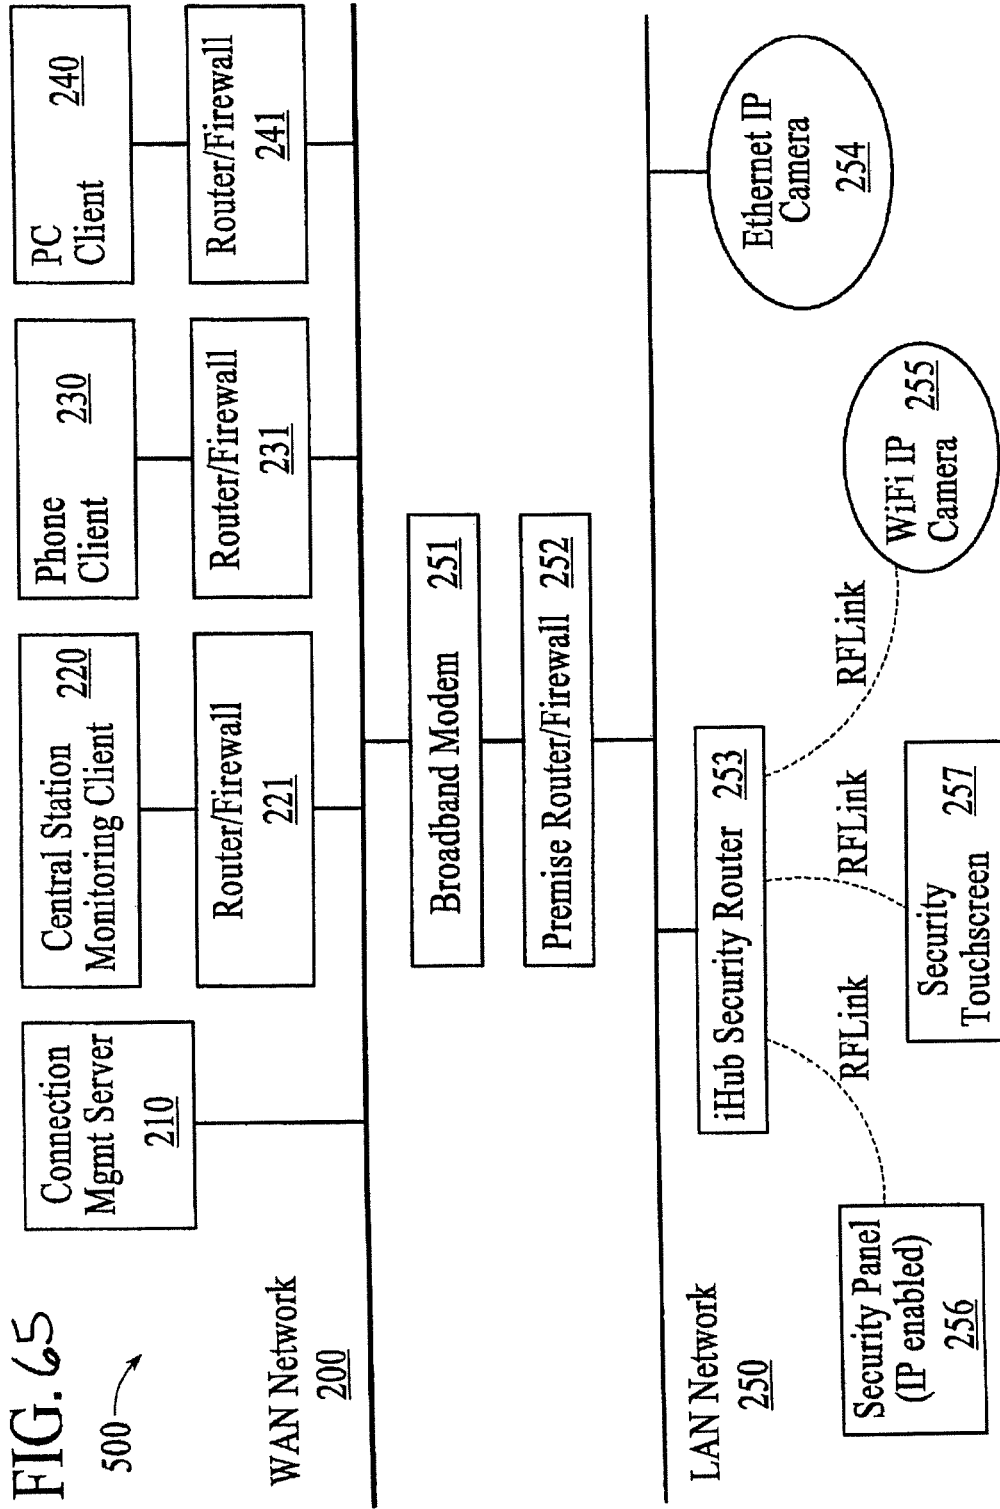 FIG. 65
500
Connection
Mgmt Server
210
Central Station
Monitoring Client
220
Phone
Client
230
PC
Client
240
Router/Firewall
221
Router/Firewall
231
Router/Firewall
241
WAN Network
200
Broadband Modem 251
Premise Router/Firewall 252
LAN Network
250
iHub Security Router 253
Ethernet IP
Camera
254
RFLink
RFLink
RFLink
WiFi IP
Camera
255
Security Panel
(IP enabled)
256
Security
Touchscreen
257